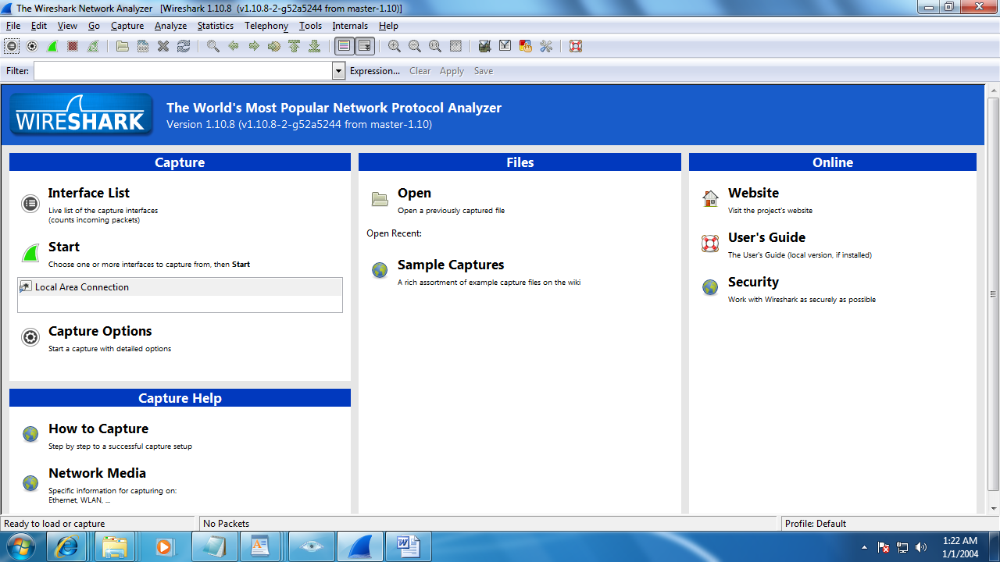 The Wireshark Network Analyzer [Wireshark 1.10.8 (v1.10.8-2-g52a5244 from master-1.10)]
File Edit View Go Capture Analyze Statistics Telephony Tools Internals Help
Filter: Expression... Clear Apply Save
WIRESHARK
The World's Most Popular Network Protocol Analyzer
Version 1.10.8 (v1.10.8-2-g52a5244 from master-1.10)
Capture
Interface List
Live list of the capture interfaces
(counts incoming packets)
Start
Choose one or more interfaces to capture from, then Start
Local Area Connection
Capture Options
Start a capture with detailed options
Capture Help
How to Capture
Step by step to a successful capture setup
Network Media
Specific information for capturing on:
Ethernet, WLAN, ...
Files
Open
Open a previously captured file
Open Recent:
Sample Captures
A rich assortment of example capture files on the wiki
Online
Website
Visit the project's website
User's Guide
The User's Guide (local version, if installed)
Security
Work with Wireshark as securely as possible
Ready to load or capture No Packets Profile: Default
1:22 AM
1/1/2004